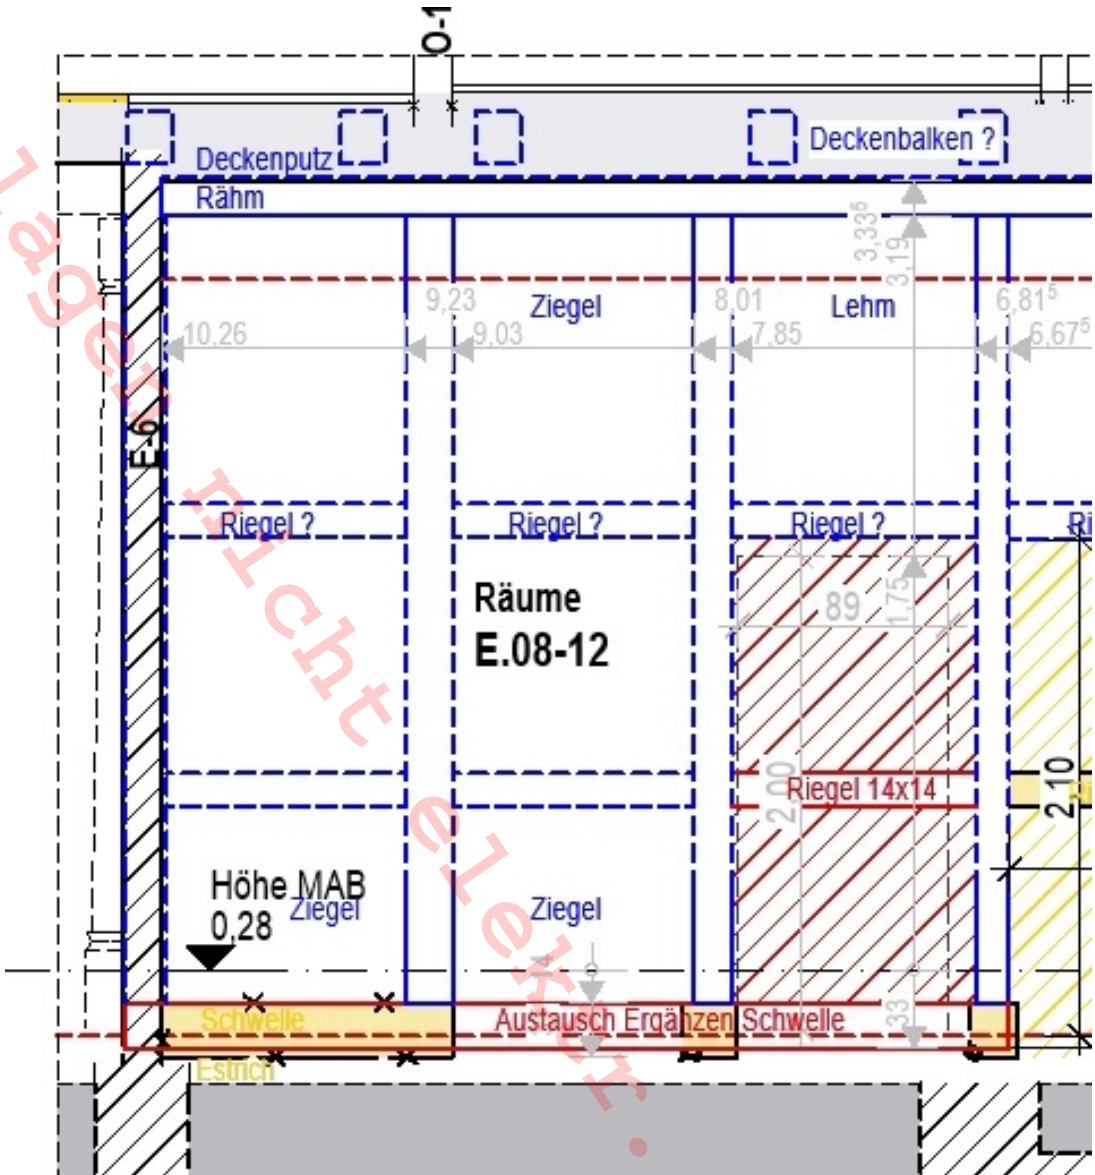 O-1
Deckenbalken ?
Deckenputz
Rähm
3,33⁵
3,19
9,23
Ziegel
8,01
Lehm
6,81⁵
10,26
9,03
7,85
6,67⁵
E-6
Riegel ?
Riegel ?
Riegel ?
Räume
E.08-12
89
1,75
2,00
Riegel 14x14
2,10
Höhe MAB
0,28
Ziegel
Ziegel
Schwelle
Austausch Ergänzen Schwelle
33
Estrich
lagen nicht